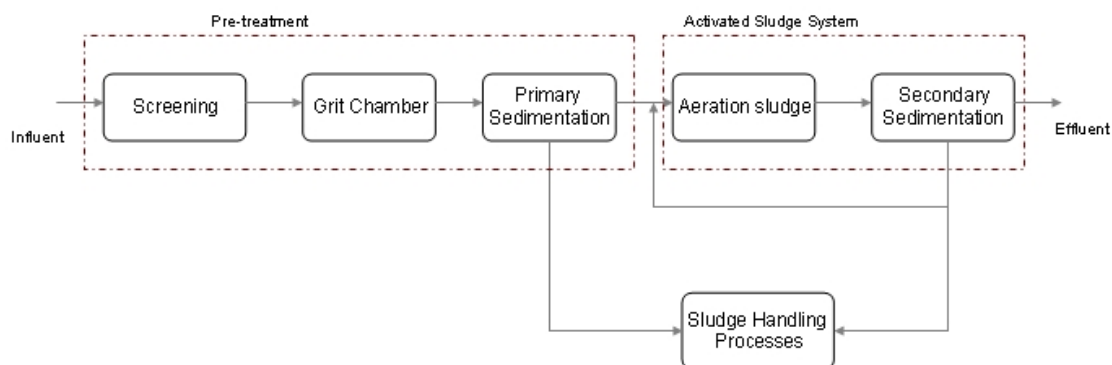 Pre-treatment
Activated Sludge System
Screening
Grit Chamber
Primary
Sedimentation
Aeration sludge
Secondary
Sedimentation
Influent
Effluent
Sludge Handling
Processes